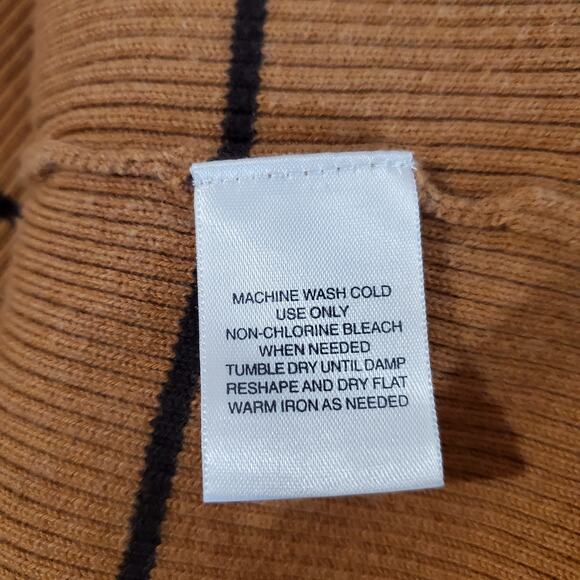 MACHINE WASH COLD
USE ONLY
NON-CHLORINE BLEACH
WHEN NEEDED
TUMBLE DRY UNTIL DAMP
RESHAPE AND DRY FLAT
WARM IRON AS NEEDED